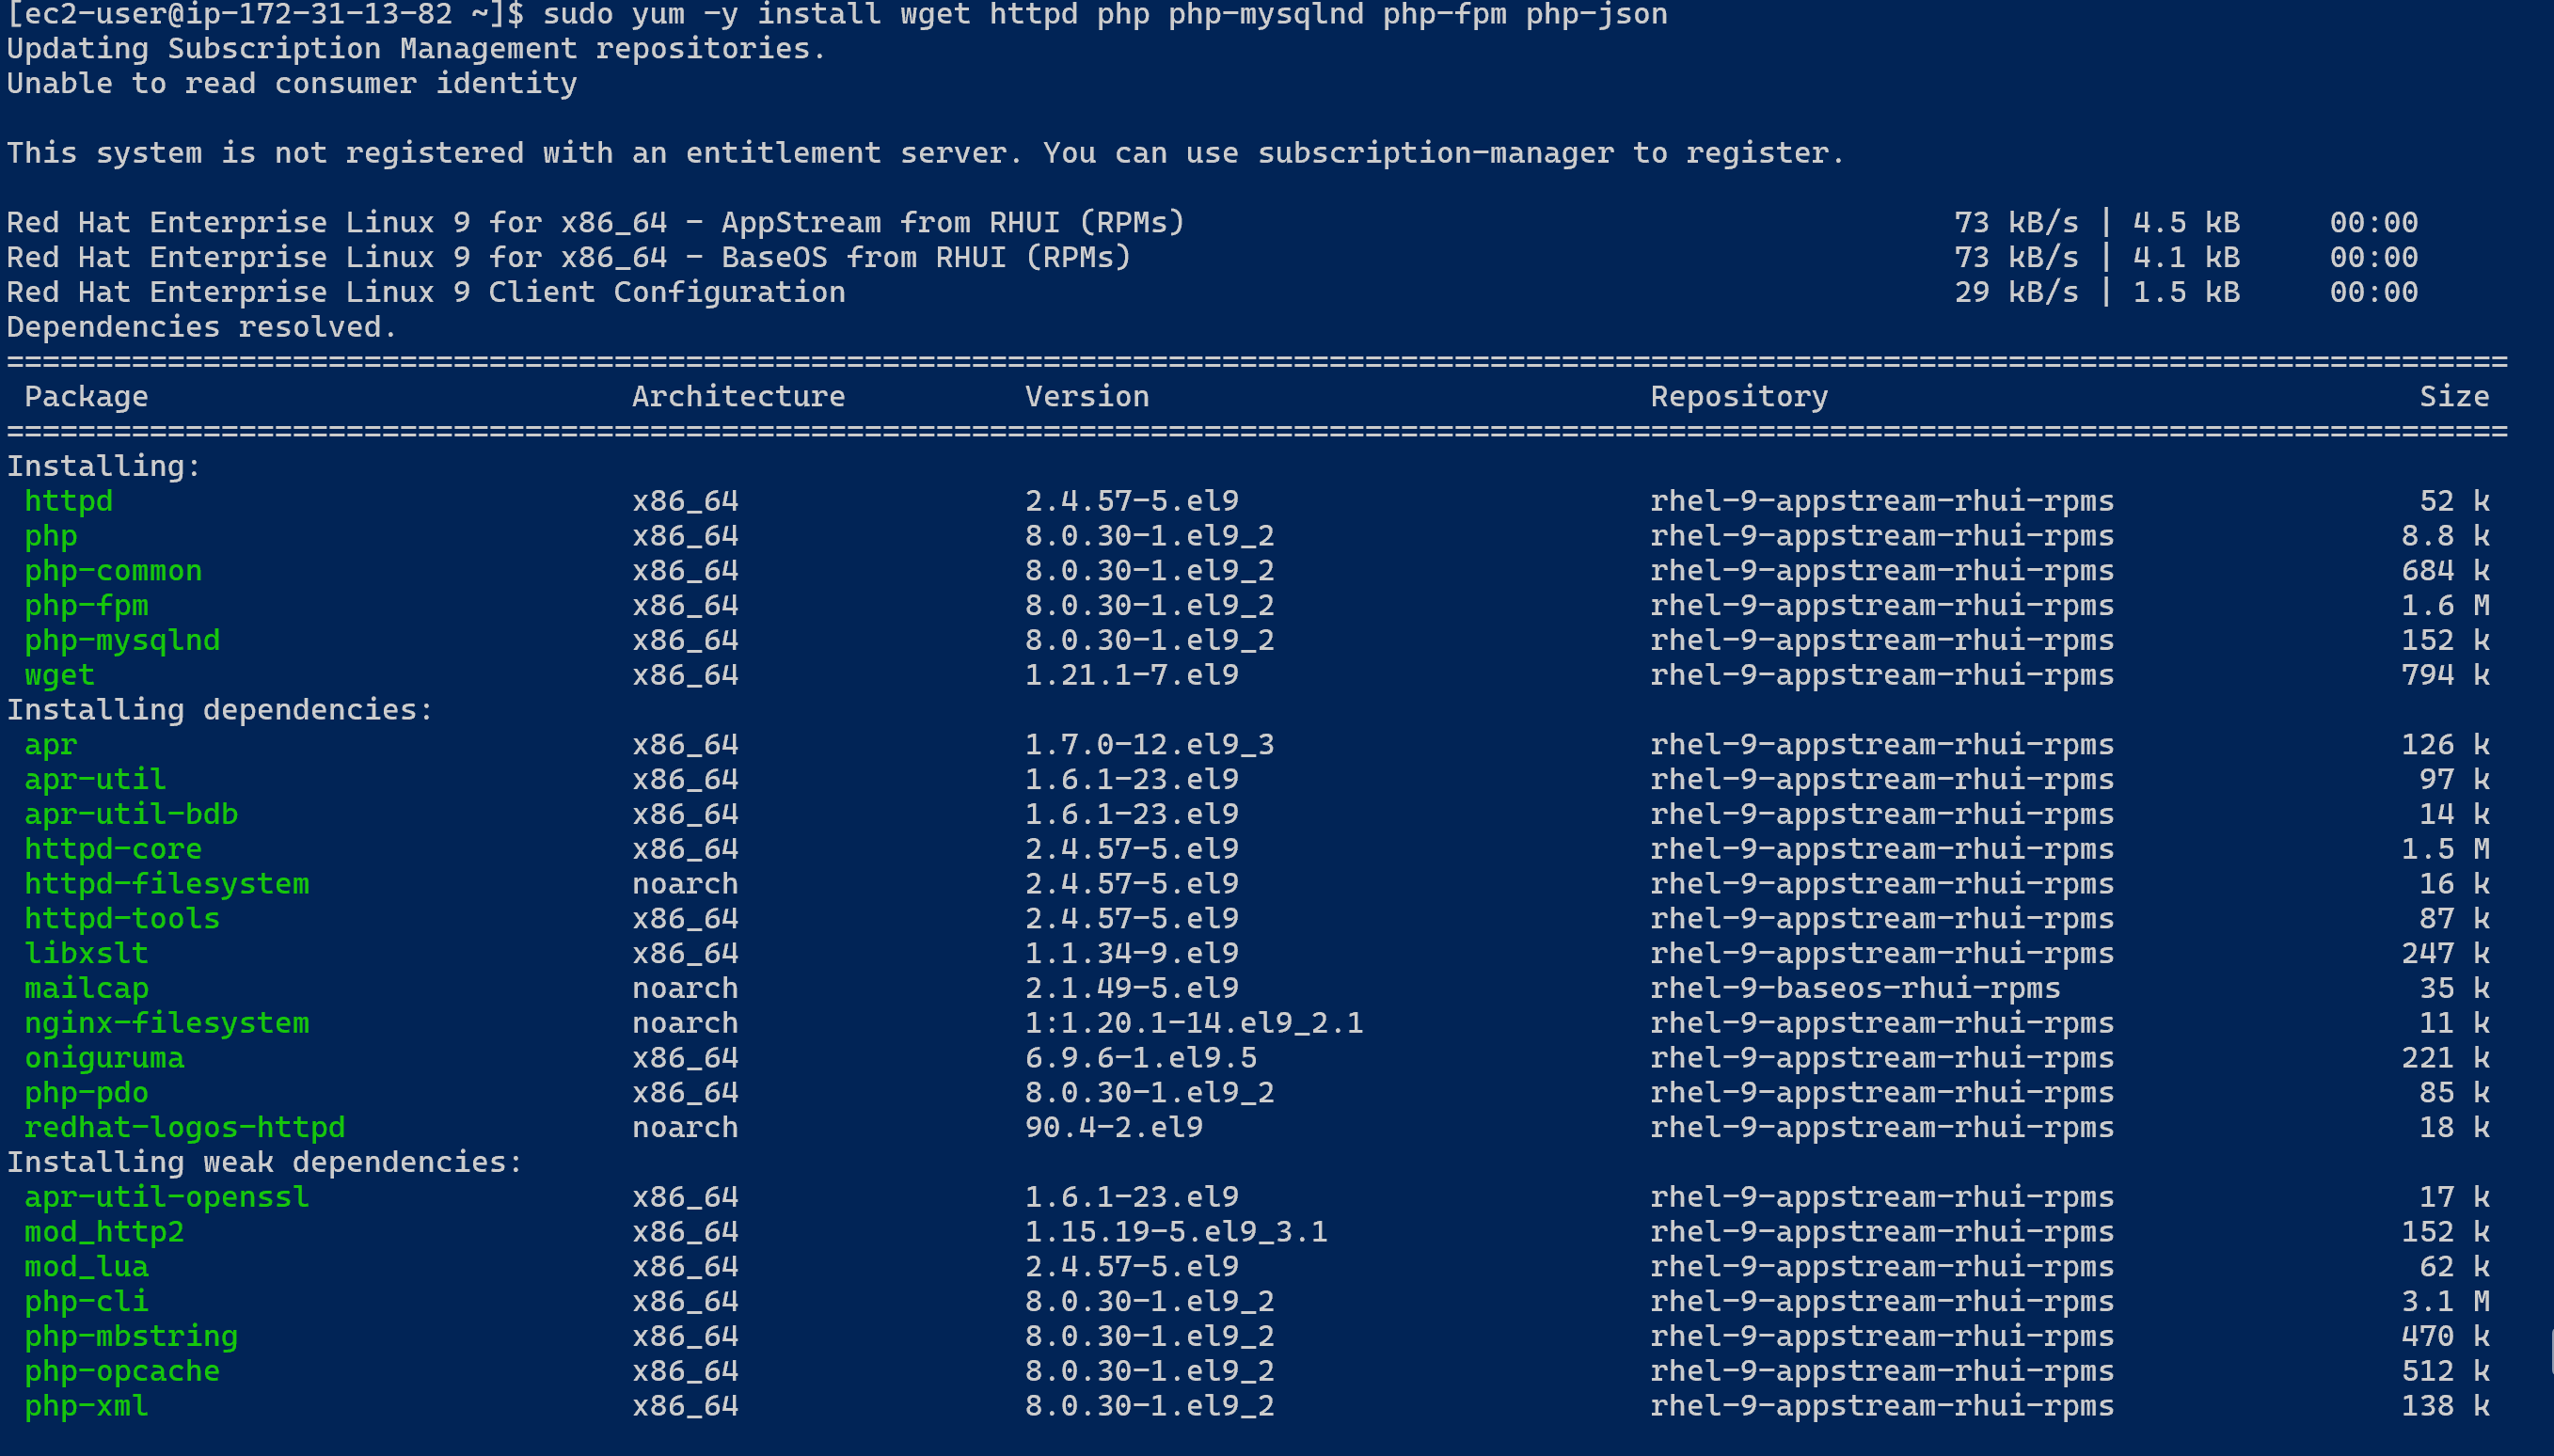 [ec2-user@ip-172-31-13-82 ~]$ sudo yum -y install wget httpd php php-mysqlnd php-fpm php-json
Updating Subscription Management repositories.
Unable to read consumer identity
This system is not registered with an entitlement server. You can use subscription-manager to register.
Red Hat Enterprise Linux 9 for x86_64 - AppStream from RHUI (RPMs) 73 kB/s | 4.5 kB 00:00
Red Hat Enterprise Linux 9 for x86_64 - BaseOS from RHUI (RPMs) 73 kB/s | 4.1 kB 00:00
Red Hat Enterprise Linux 9 Client Configuration 29 kB/s | 1.5 kB 00:00
Dependencies resolved.
============================================================================================================================================
Package Architecture Version Repository Size
============================================================================================================================================
Installing:
httpd x86_64 2.4.57-5.el9 rhel-9-appstream-rhui-rpms 52 k
php x86_64 8.0.30-1.el9_2 rhel-9-appstream-rhui-rpms 8.8 k
php-common x86_64 8.0.30-1.el9_2 rhel-9-appstream-rhui-rpms 684 k
php-fpm x86_64 8.0.30-1.el9_2 rhel-9-appstream-rhui-rpms 1.6 M
php-mysqlnd x86_64 8.0.30-1.el9_2 rhel-9-appstream-rhui-rpms 152 k
wget x86_64 1.21.1-7.el9 rhel-9-appstream-rhui-rpms 794 k
Installing dependencies:
apr x86_64 1.7.0-12.el9_3 rhel-9-appstream-rhui-rpms 126 k
apr-util x86_64 1.6.1-23.el9 rhel-9-appstream-rhui-rpms 97 k
apr-util-bdb x86_64 1.6.1-23.el9 rhel-9-appstream-rhui-rpms 14 k
httpd-core x86_64 2.4.57-5.el9 rhel-9-appstream-rhui-rpms 1.5 M
httpd-filesystem noarch 2.4.57-5.el9 rhel-9-appstream-rhui-rpms 16 k
httpd-tools x86_64 2.4.57-5.el9 rhel-9-appstream-rhui-rpms 87 k
libxslt x86_64 1.1.34-9.el9 rhel-9-appstream-rhui-rpms 247 k
mailcap noarch 2.1.49-5.el9 rhel-9-baseos-rhui-rpms 35 k
nginx-filesystem noarch 1:1.20.1-14.el9_2.1 rhel-9-appstream-rhui-rpms 11 k
oniguruma x86_64 6.9.6-1.el9.5 rhel-9-appstream-rhui-rpms 221 k
php-pdo x86_64 8.0.30-1.el9_2 rhel-9-appstream-rhui-rpms 85 k
redhat-logos-httpd noarch 90.4-2.el9 rhel-9-appstream-rhui-rpms 18 k
Installing weak dependencies:
apr-util-openssl x86_64 1.6.1-23.el9 rhel-9-appstream-rhui-rpms 17 k
mod_http2 x86_64 1.15.19-5.el9_3.1 rhel-9-appstream-rhui-rpms 152 k
mod_lua x86_64 2.4.57-5.el9 rhel-9-appstream-rhui-rpms 62 k
php-cli x86_64 8.0.30-1.el9_2 rhel-9-appstream-rhui-rpms 3.1 M
php-mbstring x86_64 8.0.30-1.el9_2 rhel-9-appstream-rhui-rpms 470 k
php-opcache x86_64 8.0.30-1.el9_2 rhel-9-appstream-rhui-rpms 512 k
php-xml x86_64 8.0.30-1.el9_2 rhel-9-appstream-rhui-rpms 138 k